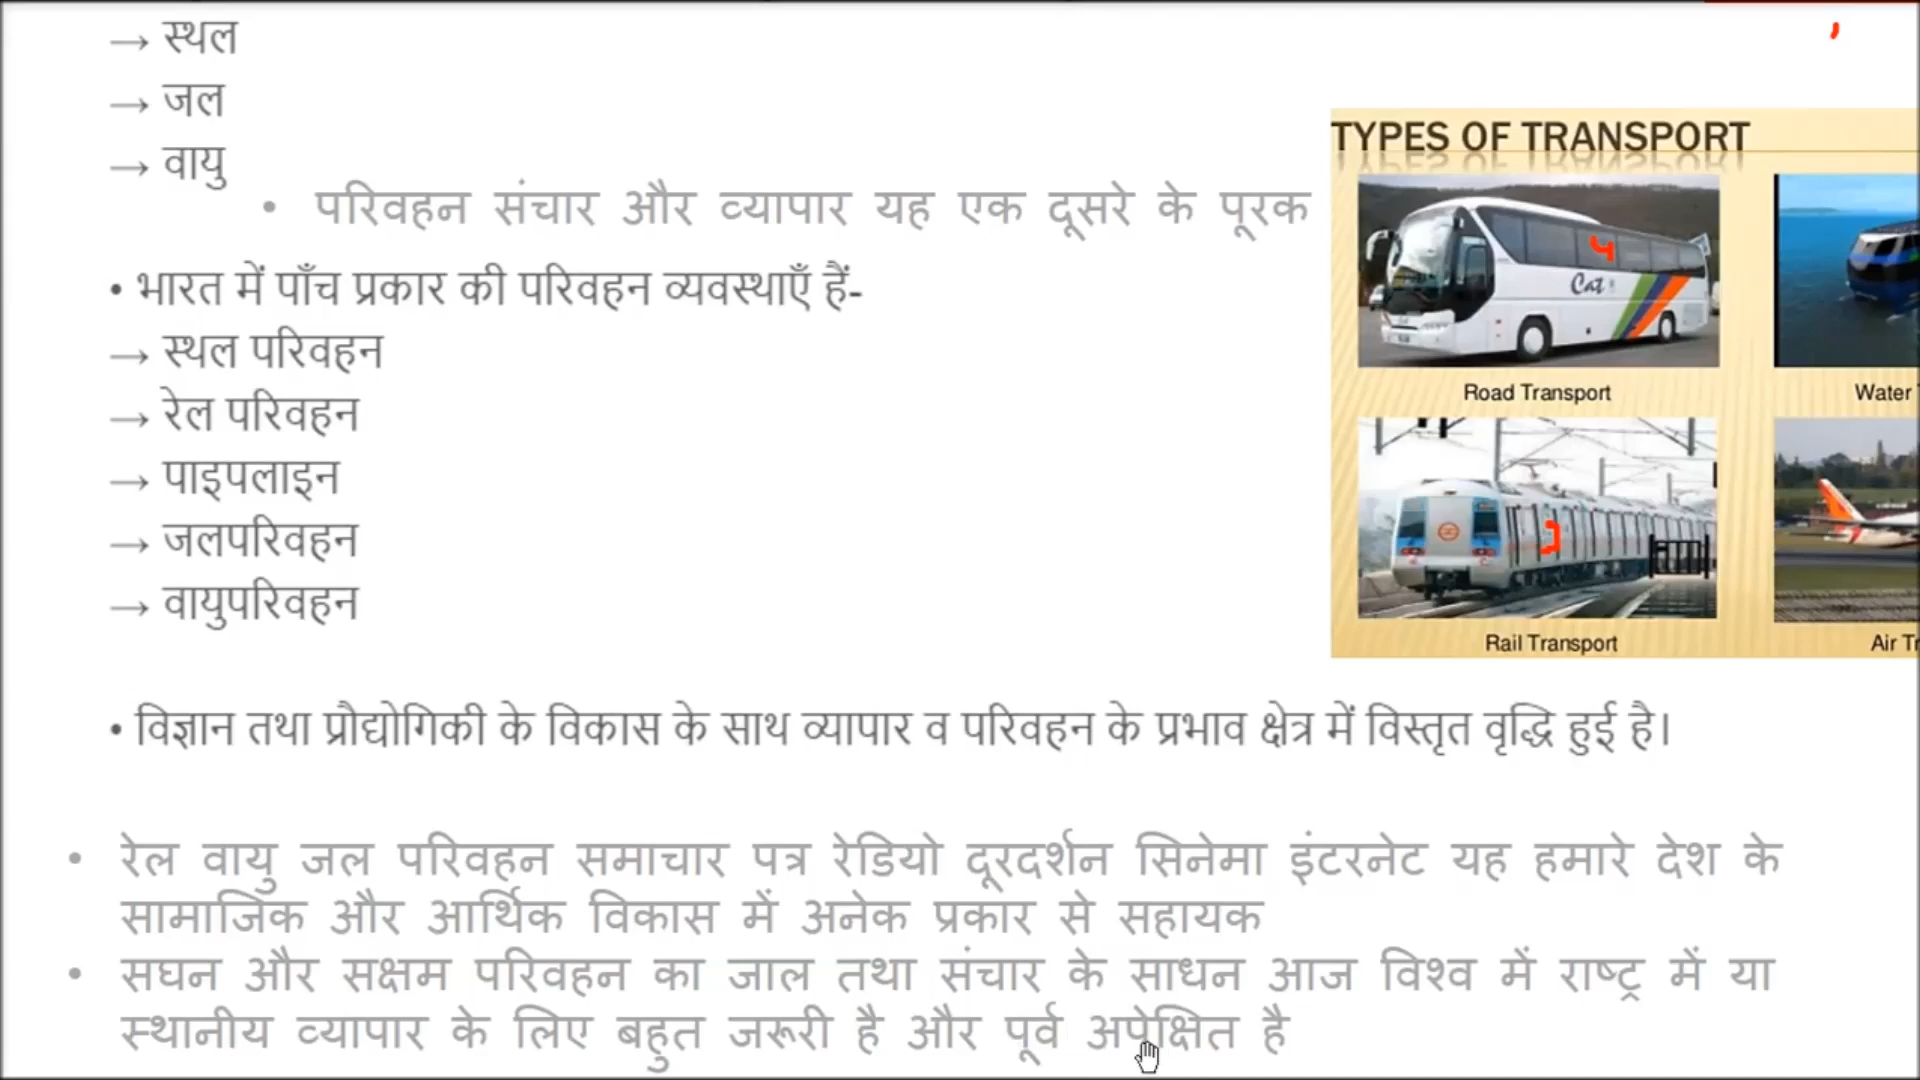 → स्थल
→ जल
→ वायु
• परिवहन संचार और व्यापार यह एक दूसरे के पूरक
• भारत में पाँच प्रकार की परिवहन व्यवस्थाएँ हैं-
→ स्थल परिवहन
→ रेल परिवहन
→ पाइपलाइन
→ जलपरिवहन
→ वायुपरिवहन
TYPES OF TRANSPORT
Cat
Road Transport
Water
Rail Transport
Air
• विज्ञान तथा प्रौद्योगिकी के विकास के साथ व्यापार व परिवहन के प्रभाव क्षेत्र में विस्तृत वृद्धि हुई है।
• रेल वायु जल परिवहन समाचार पत्र रेडियो दूरदर्शन सिनेमा इंटरनेट यह हमारे देश के
सामाजिक और आर्थिक विकास में अनेक प्रकार से सहायक
• सघन और सक्षम परिवहन का जाल तथा संचार के साधन आज विश्व में राष्ट्र में या
स्थानीय व्यापार के लिए बहुत जरूरी है और पूर्व अपेक्षित है